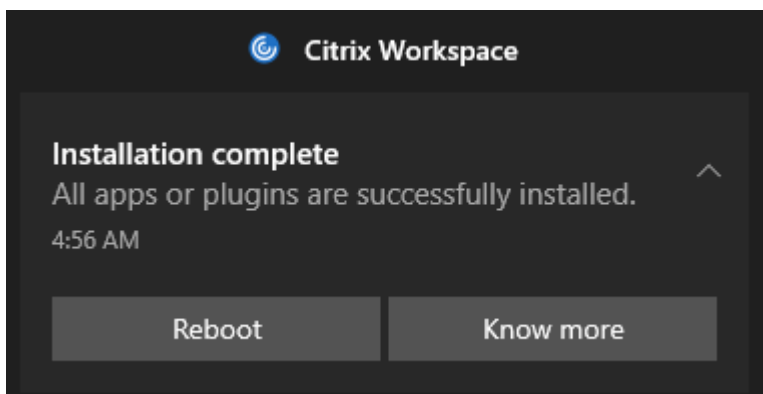 Citrix Workspace
Installation complete
All apps or plugins are successfully installed.
4:56 AM
Reboot
Know more